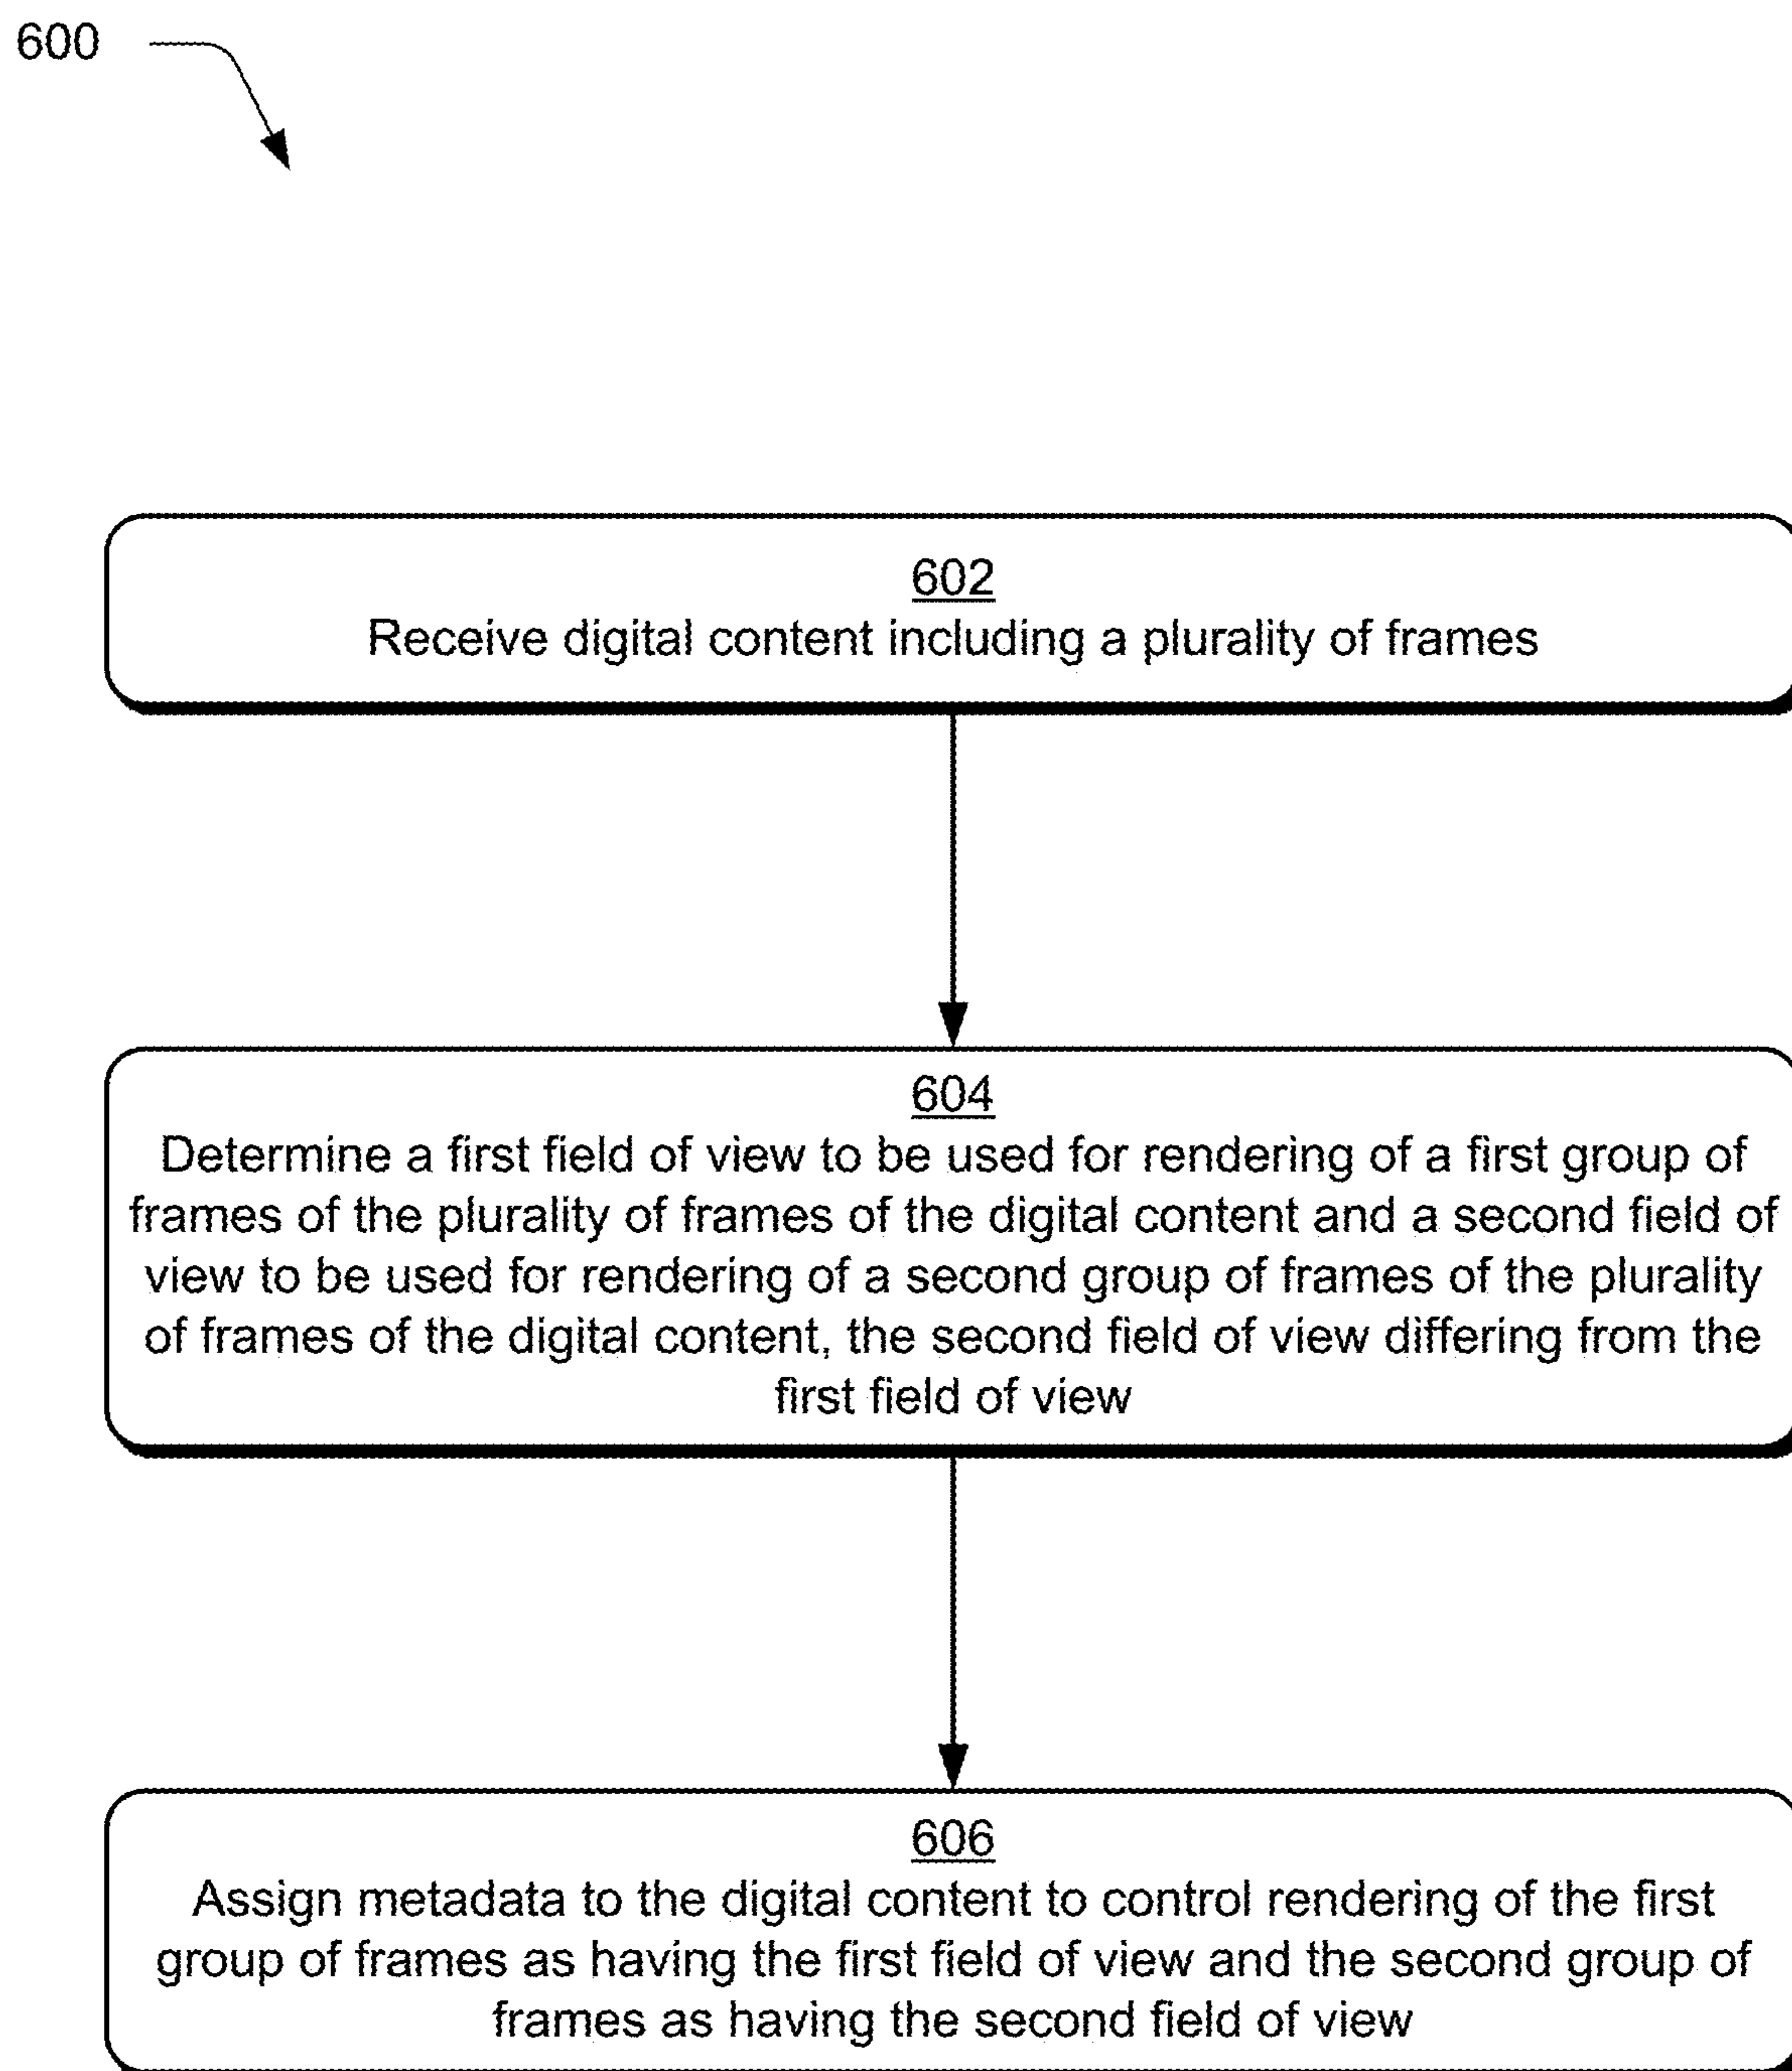 600
602
Receive digital content including a plurality of frames
604
Determine a first field of view to be used for rendering of a first group of
frames of the plurality of frames of the digital content and a second field of
view to be used for rendering of a second group of frames of the plurality
of frames of the digital content, the second field of view differing from the
first field of view
606
Assign metadata to the digital content to control rendering of the first
group of frames as having the first field of view and the second group of
frames as having the second field of view